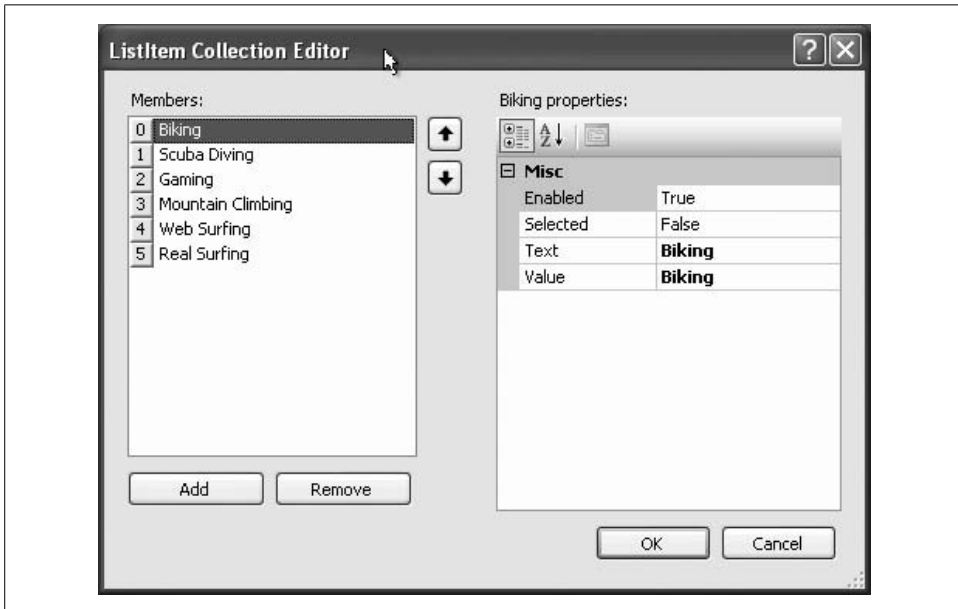 ListItem Collection Editor
Members:
0 Biking
1 Scuba Diving
2 Gaming
3 Mountain Climbing
4 Web Surfing
5 Real Surfing
Add Remove
Biking properties:
A
Z
Misc
Enabled True
Selected False
Text Biking
Value Biking
OK Cancel